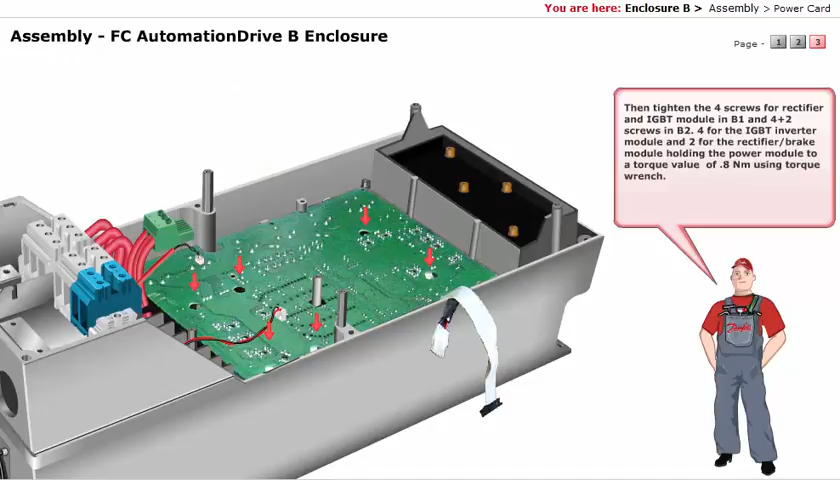 You are here: Enclosure B > Assembly > Power Card
Assembly - FC AutomationDrive B Enclosure
Page - 1 2 3
Then tighten the 4 screws for rectifier
and IGBT module in B1 and 4+2
screws in B2. 4 for the IGBT inverter
module and 2 for the rectifier/brake
module holding the power module to
a torque value of .8 Nm using torque
wrench.
Danfoss